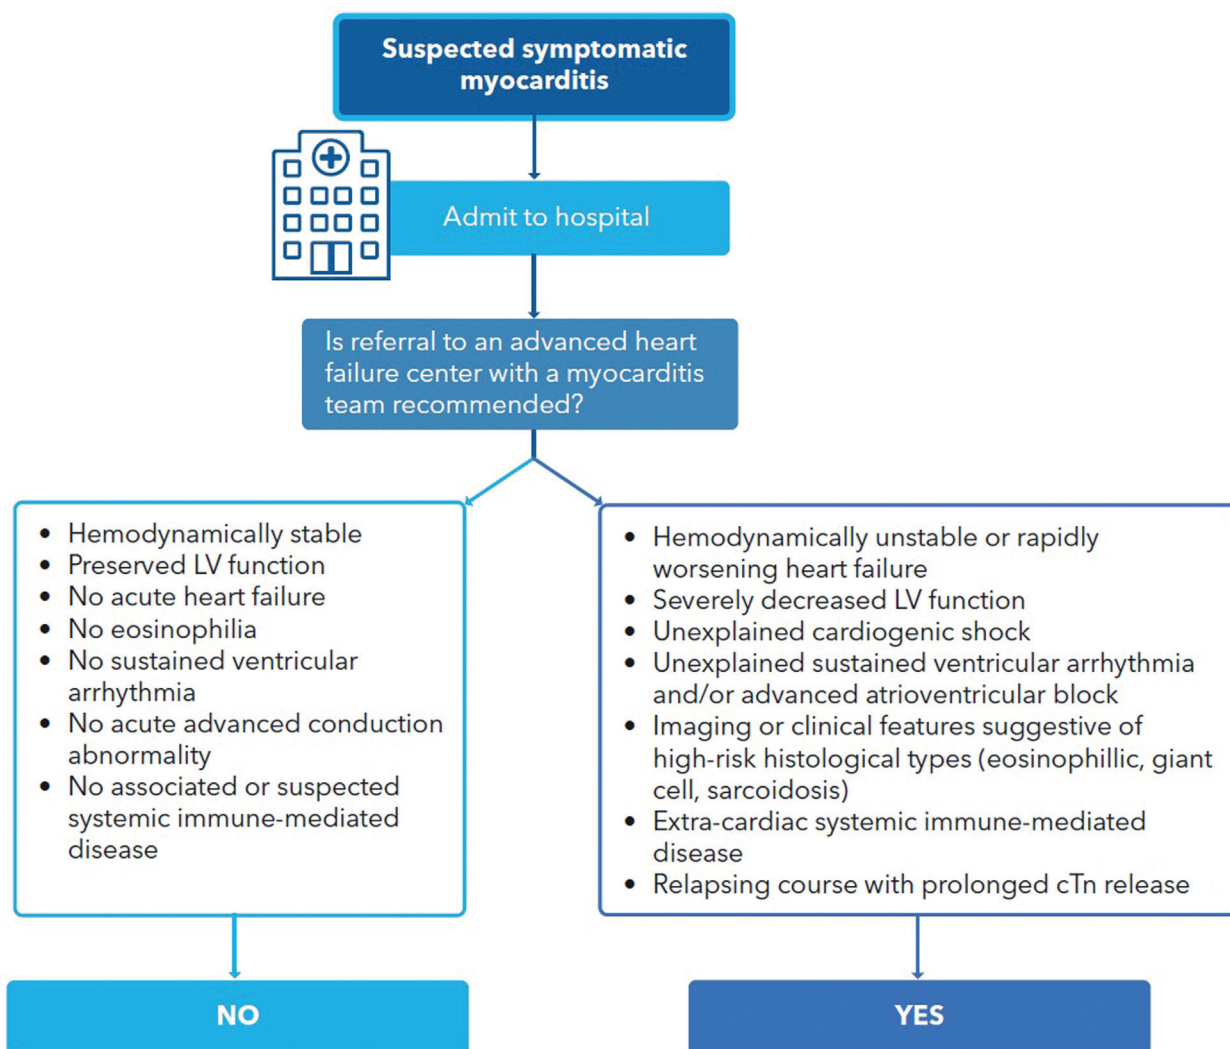 Suspected symptomatic
myocarditis
Admit to hospital
Is referral to an advanced heart
failure center with a myocarditis
team recommended?
• Hemodynamically stable
• Preserved LV function
• No acute heart failure
• No eosinophilia
• No sustained ventricular
arrhythmia
• No acute advanced conduction
abnormality
• No associated or suspected
systemic immune-mediated
disease
• Hemodynamically unstable or rapidly
worsening heart failure
• Severely decreased LV function
• Unexplained cardiogenic shock
• Unexplained sustained ventricular arrhythmia
and/or advanced atrioventricular block
• Imaging or clinical features suggestive of
high-risk histological types (eosinophillic, giant
cell, sarcoidosis)
• Extra-cardiac systemic immune-mediated
disease
• Relapsing course with prolonged cTn release
NO
YES